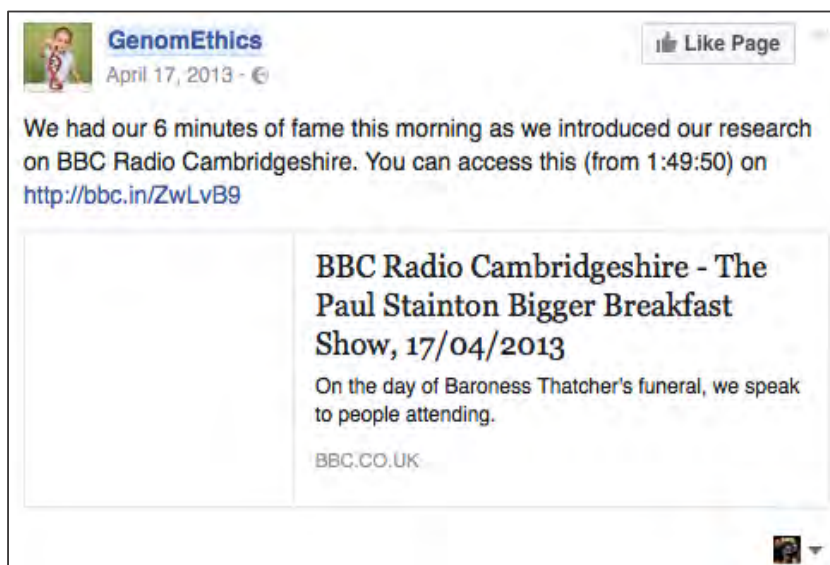 GenomEthics
Like Page
April 17, 2013 ·
We had our 6 minutes of fame this morning as we introduced our research
on BBC Radio Cambridgeshire. You can access this (from 1:49:50) on
http://bbc.in/ZwLvB9
BBC Radio Cambridgeshire - The
Paul Stainton Bigger Breakfast
Show, 17/04/2013
On the day of Baroness Thatcher's funeral, we speak
to people attending.
BBC.CO.UK